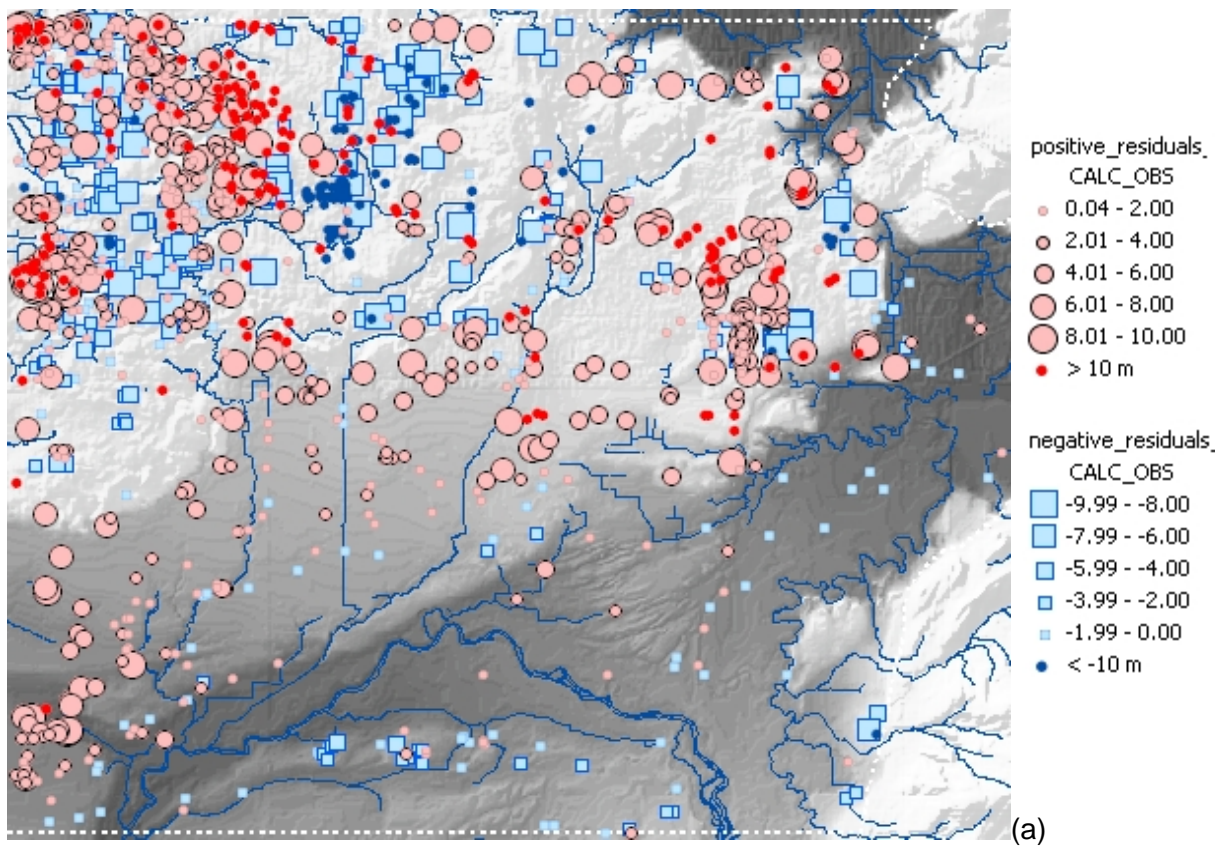 positive_residuals_
CALC_OBS
0.04 - 2.00
2.01 - 4.00
4.01 - 6.00
6.01 - 8.00
8.01 - 10.00
> 10 m
negative_residuals_
CALC_OBS
-9.99 - -8.00
-7.99 - -6.00
-5.99 - -4.00
-3.99 - -2.00
-1.99 - 0.00
< -10 m
(a)